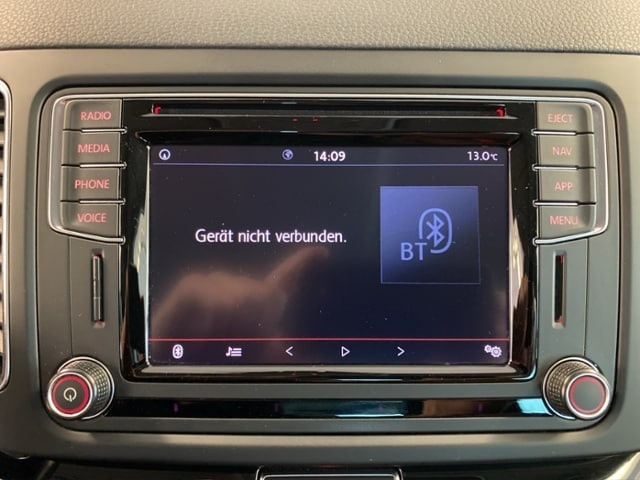 RADIO
MEDIA
PHONE
VOICE
EJECT
NAV
APP
MENU
14:09
13.0°C
Gerät nicht verbunden.
BT